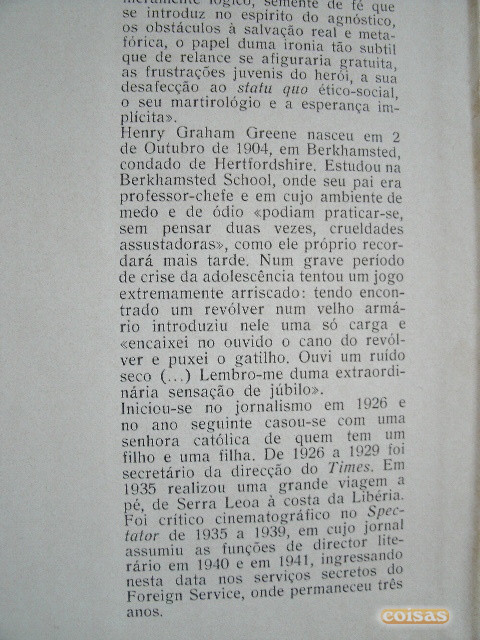 meramente lógico, semente de fé que
se introduz no espírito do agnóstico,
os obstáculos à salvação real e meta-
fórica, o papel duma ironia tão subtil
que de relance se afiguraria gratuita,
as frustrações juvenis do herói, a sua
desafecção ao statu quo ético-social,
o seu martirológio e a esperança im-
plícita».
Henry Graham Greene nasceu em 2
de Outubro de 1904, em Berkhamsted,
condado de Hertfordshire. Estudou na
Berkhamsted School, onde seu pai era
professor-chefe e em cujo ambiente de
medo e de ódio «podiam praticar-se,
sem pensar duas vezes, crueldades
assustadoras», como ele próprio recor-
dará mais tarde. Num grave período
de crise da adolescência tentou um jogo
extremamente arriscado: tendo encon-
trado um revólver num velho armá-
rio introduziu nele uma só carga e
«encaixei no ouvido o cano do revól-
ver e puxei o gatilho. Ouvi um ruído
seco (...) Lembro-me duma extraordi-
nária sensação de júbilo».
Iniciou-se no jornalismo em 1926 e
no ano seguinte casou-se com uma
senhora católica de quem tem um
filho e uma filha. De 1926 a 1929 foi
secretário da direcção do Times. Em
1935 realizou uma grande viagem a
pé, de Serra Leoa à costa da Libéria.
Foi crítico cinematográfico no Spec-
tator de 1935 a 1939, em cujo jornal
assumiu as funções de director lite-
rário em 1940 e em 1941, ingressando
nesta data nos serviços secretos do
Foreign Service, onde permaneceu três
anos.
coisas